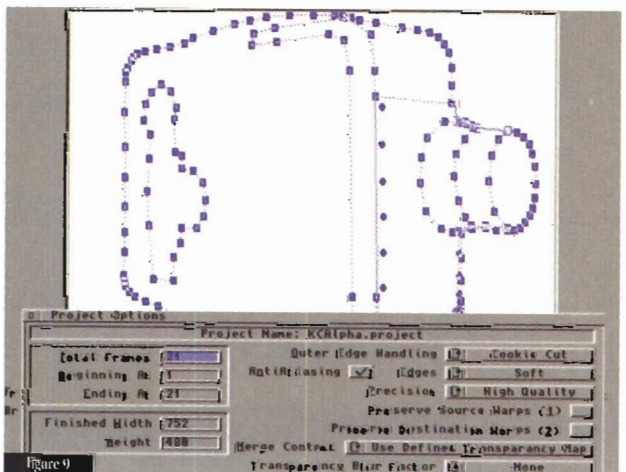 Project Options
Project Name: KCAlpha.project
Total Frames 21
Beginning At 1
Ending At 21
Finished Width 752
Height 480
Outer Edge Handling Cookie Cut
AntiAliasing Edges Soft
Precision High Quality
Preserve Source Warps (1)
Preserve Destination Warps (2)
Merge Control Use Defined Transparency Map
Transparency Blur Factor None
Figure 9